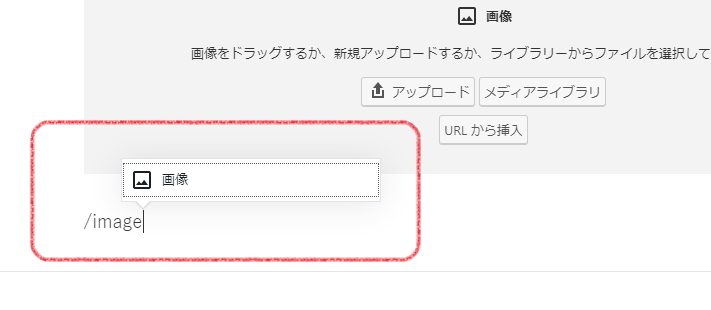 画像
画像をドラッグするか、新規アップロードするか、ライブラリーからファイルを選択して
アップロード メディアライブラリ
URL から挿入
画像
/image